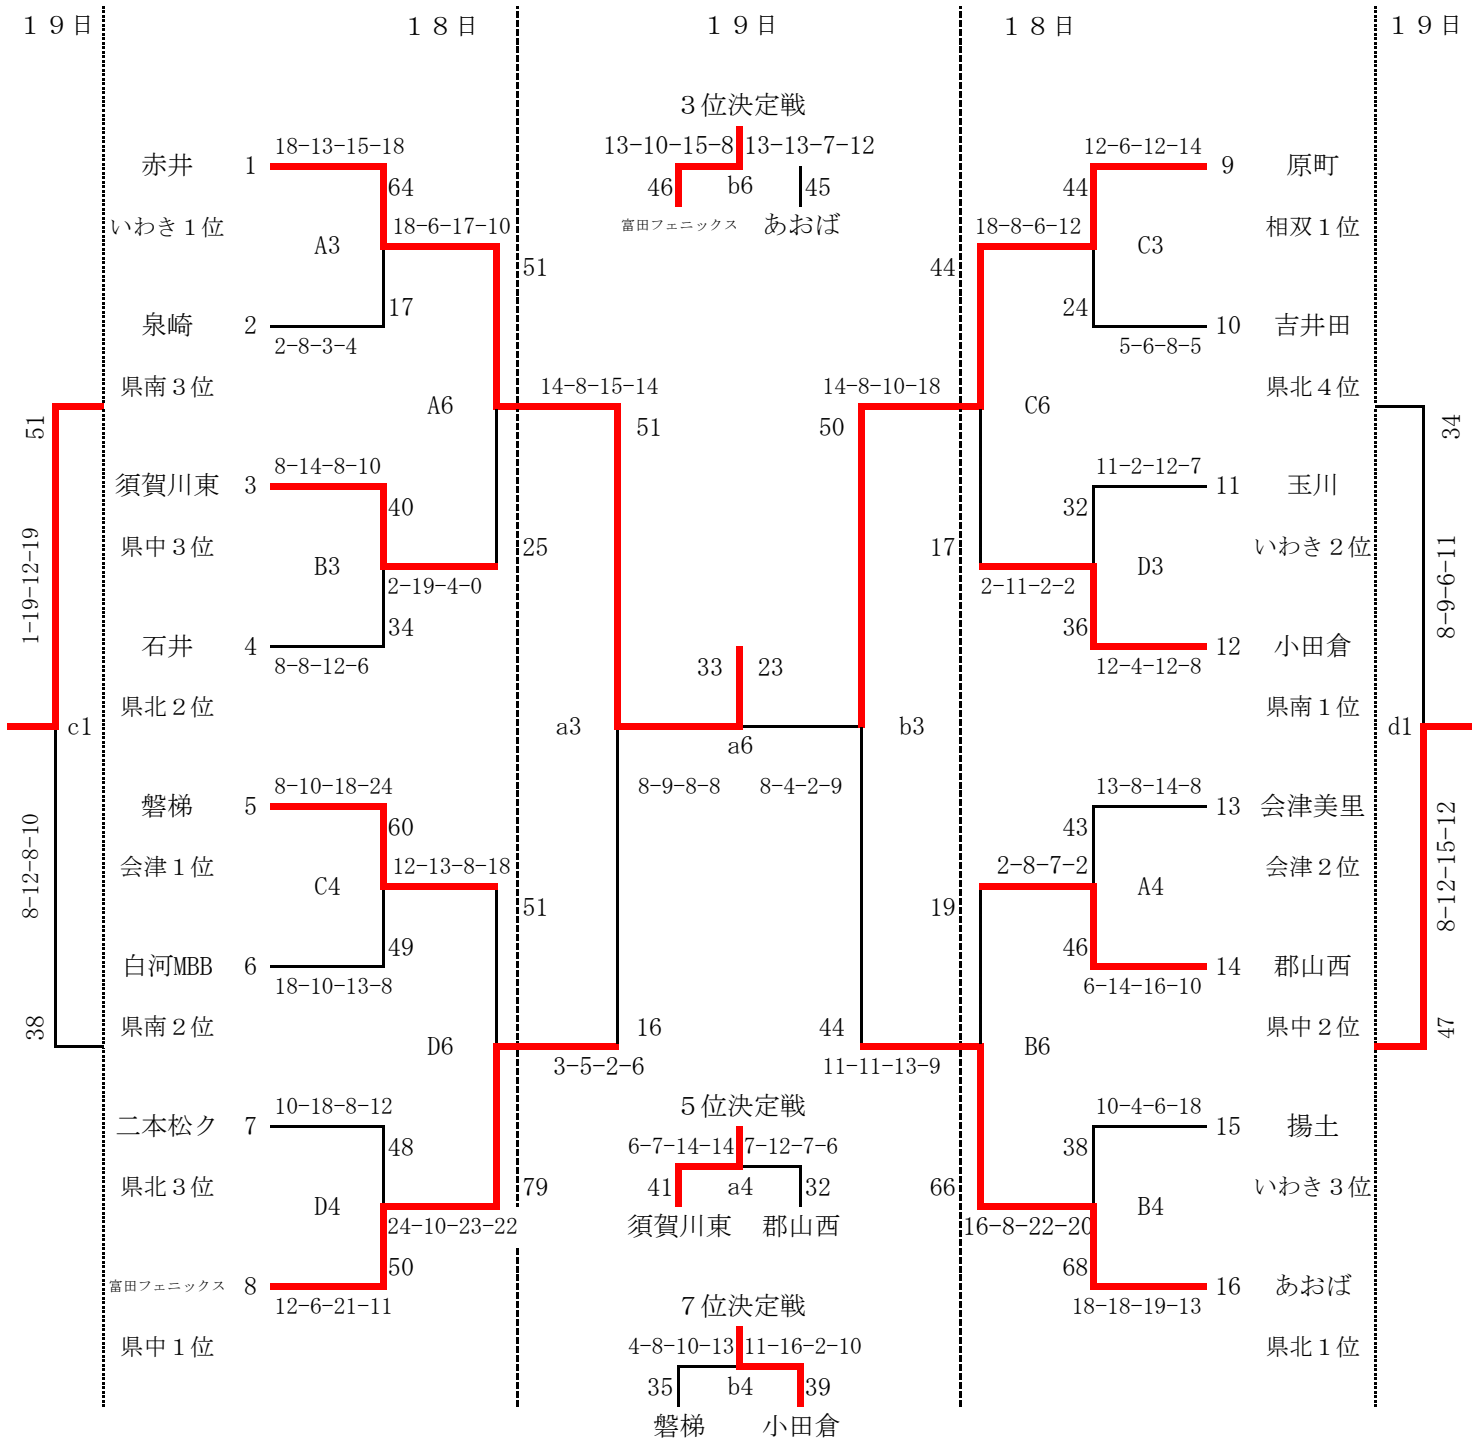 １９日
１８日
１９日
１８日
１９日
３位決定戦
13-10-15-8
13-13-7-12
46
b6
45
富田フェニックス
あおば
18-13-15-18
赤井
1
64
いわき１位
A3
18-6-17-10
51
17
泉崎
2
2-8-3-4
県南３位
A6
14-8-15-14
51
8-14-8-10
須賀川東
3
40
県中３位
B3
25
2-19-4-0
34
石井
4
8-8-12-6
県北２位
51
1-19-12-19
c1
8-12-8-10
38
a3
33
23
a6
8-9-8-8
8-4-2-9
8-10-18-24
磐梯
5
60
会津１位
C4
12-13-8-18
51
49
白河MBB
6
18-10-13-8
県南２位
D6
16
3-5-2-6
10-18-8-12
二本松ク
7
48
県北３位
D4
79
24-10-23-22
50
富田フェニックス
8
12-6-21-11
県中１位
12-6-12-14
44
9
原町
相双１位
18-8-6-12
C3
44
24
10
吉井田
5-6-8-5
県北４位
14-8-10-18
50
C6
11-2-12-7
32
11
玉川
いわき２位
17
D3
2-11-2-2
36
12
小田倉
12-4-12-8
県南１位
34
8-9-6-11
d1
8-12-15-12
47
b3
13-8-14-8
43
13
会津美里
会津２位
2-8-7-2
A4
19
46
14
郡山西
6-14-16-10
県中２位
44
B6
11-11-13-9
10-4-6-18
38
15
揚土
いわき３位
66
B4
16-8-22-20
68
16
あおば
18-18-19-13
県北１位
５位決定戦
6-7-14-14
7-12-7-6
41
a4
32
須賀川東
郡山西
７位決定戦
4-8-10-13
11-16-2-10
35
b4
39
磐梯
小田倉